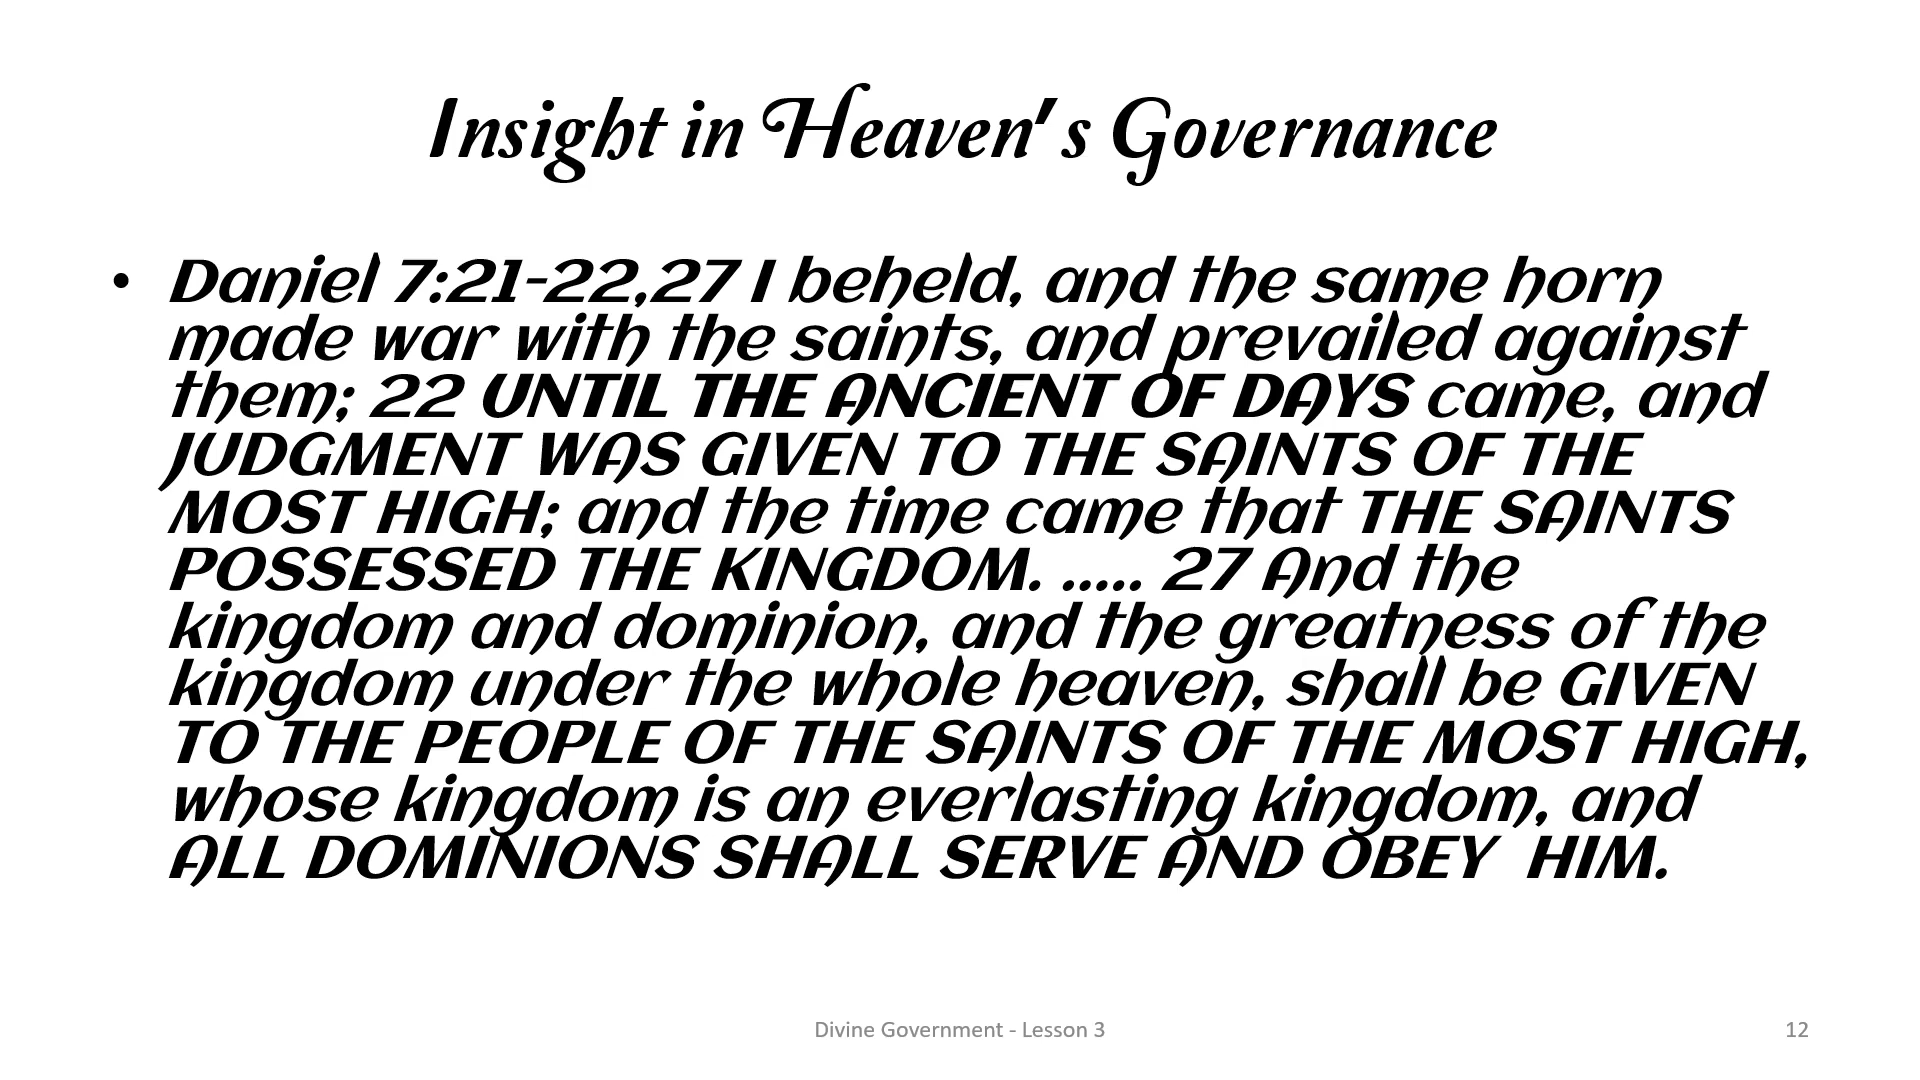 Insight in Heaven's Governance
• Daniel 7:21-22,27 I beheld, and the same horn
made war with the saints, and prevailed against
them; 22 UNTIL THE ANCIENT OF DAYS came, and
JUDGMENT WAS GIVEN TO THE SAINTS OF THE
MOST HIGH; and the time came that THE SAINTS
POSSESSED THE KINGDOM. ..... 27 And the
kingdom and dominion, and the greatness of the
kingdom under the whole heaven, shall be GIVEN
TO THE PEOPLE OF THE SAINTS OF THE MOST HIGH,
whose kingdom is an everlasting kingdom, and
ALL DOMINIONS SHALL SERVE AND OBEY  HIM.
Divine Government - Lesson 3
12